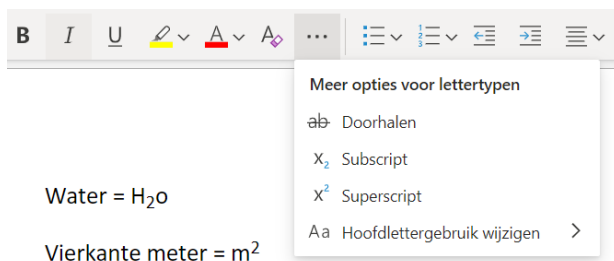 B I U A A ...
Meer opties voor lettertypen
ab Doorhalen
X₂ Subscript
X² Superscript
Aa Hoofdlettergebruik wijzigen
Water = H₂o
Vierkante meter = m²